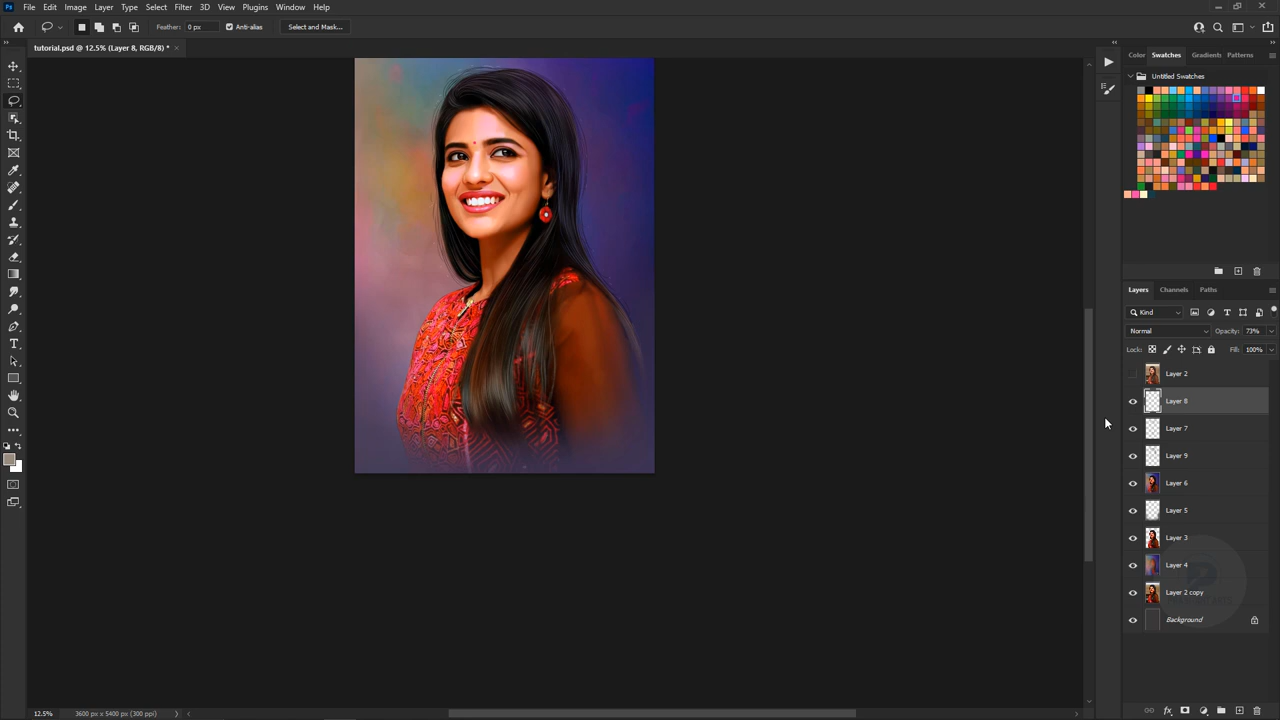 Ps File Edit Image Layer Type Select Filter 3D View Plugins Window Help
Feather: 0 px Anti-alias Select and Mask...
tutorial.psd @ 12.5% (Layer 8, RGB/8) *
Color Swatches Gradients Patterns
Untitled Swatches
Layers Channels Paths
Kind
Normal Opacity: 73%
Lock: Fill: 100%
Layer 2
Layer 8
Layer 7
Layer 9
Layer 6
Layer 5
Layer 3
Layer 4
Layer 2 copy
Background
12.5% 3600 px x 5400 px (300 ppi)
fx